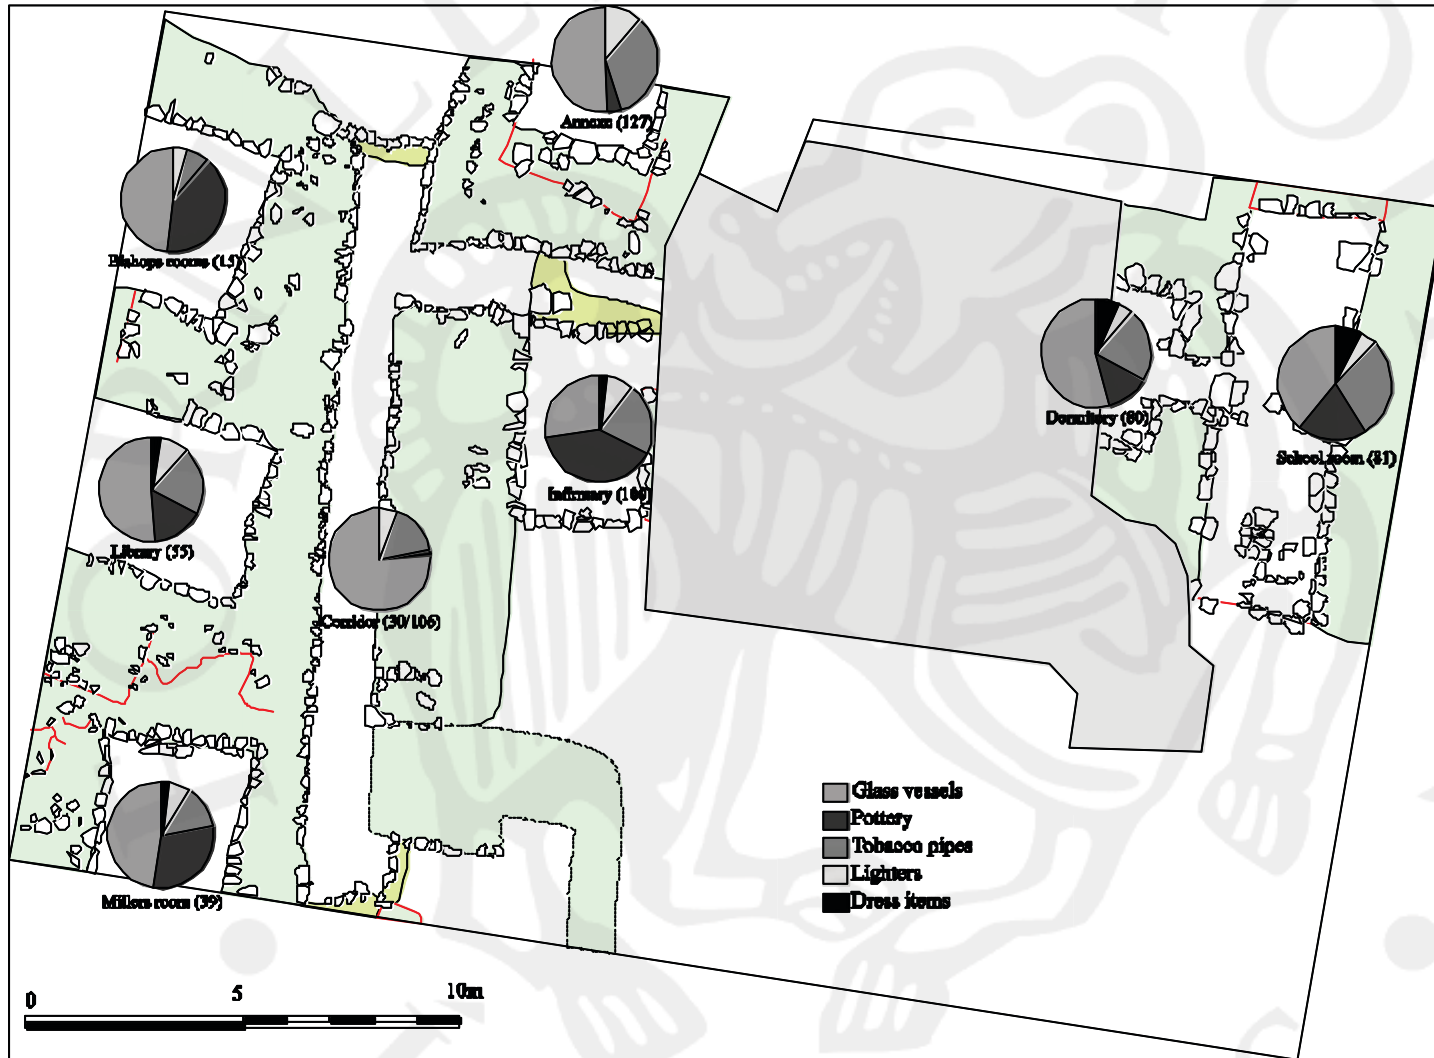 Annexe (127)
Bishops rooms (15)
Dormitory (80)
School room (81)
Infirmary
Library (55)
Corridor (30/106)
Glass vessels
Pottery
Tobacco pipes
Lighters
Dress items
Millers room (39)
0 5 10m